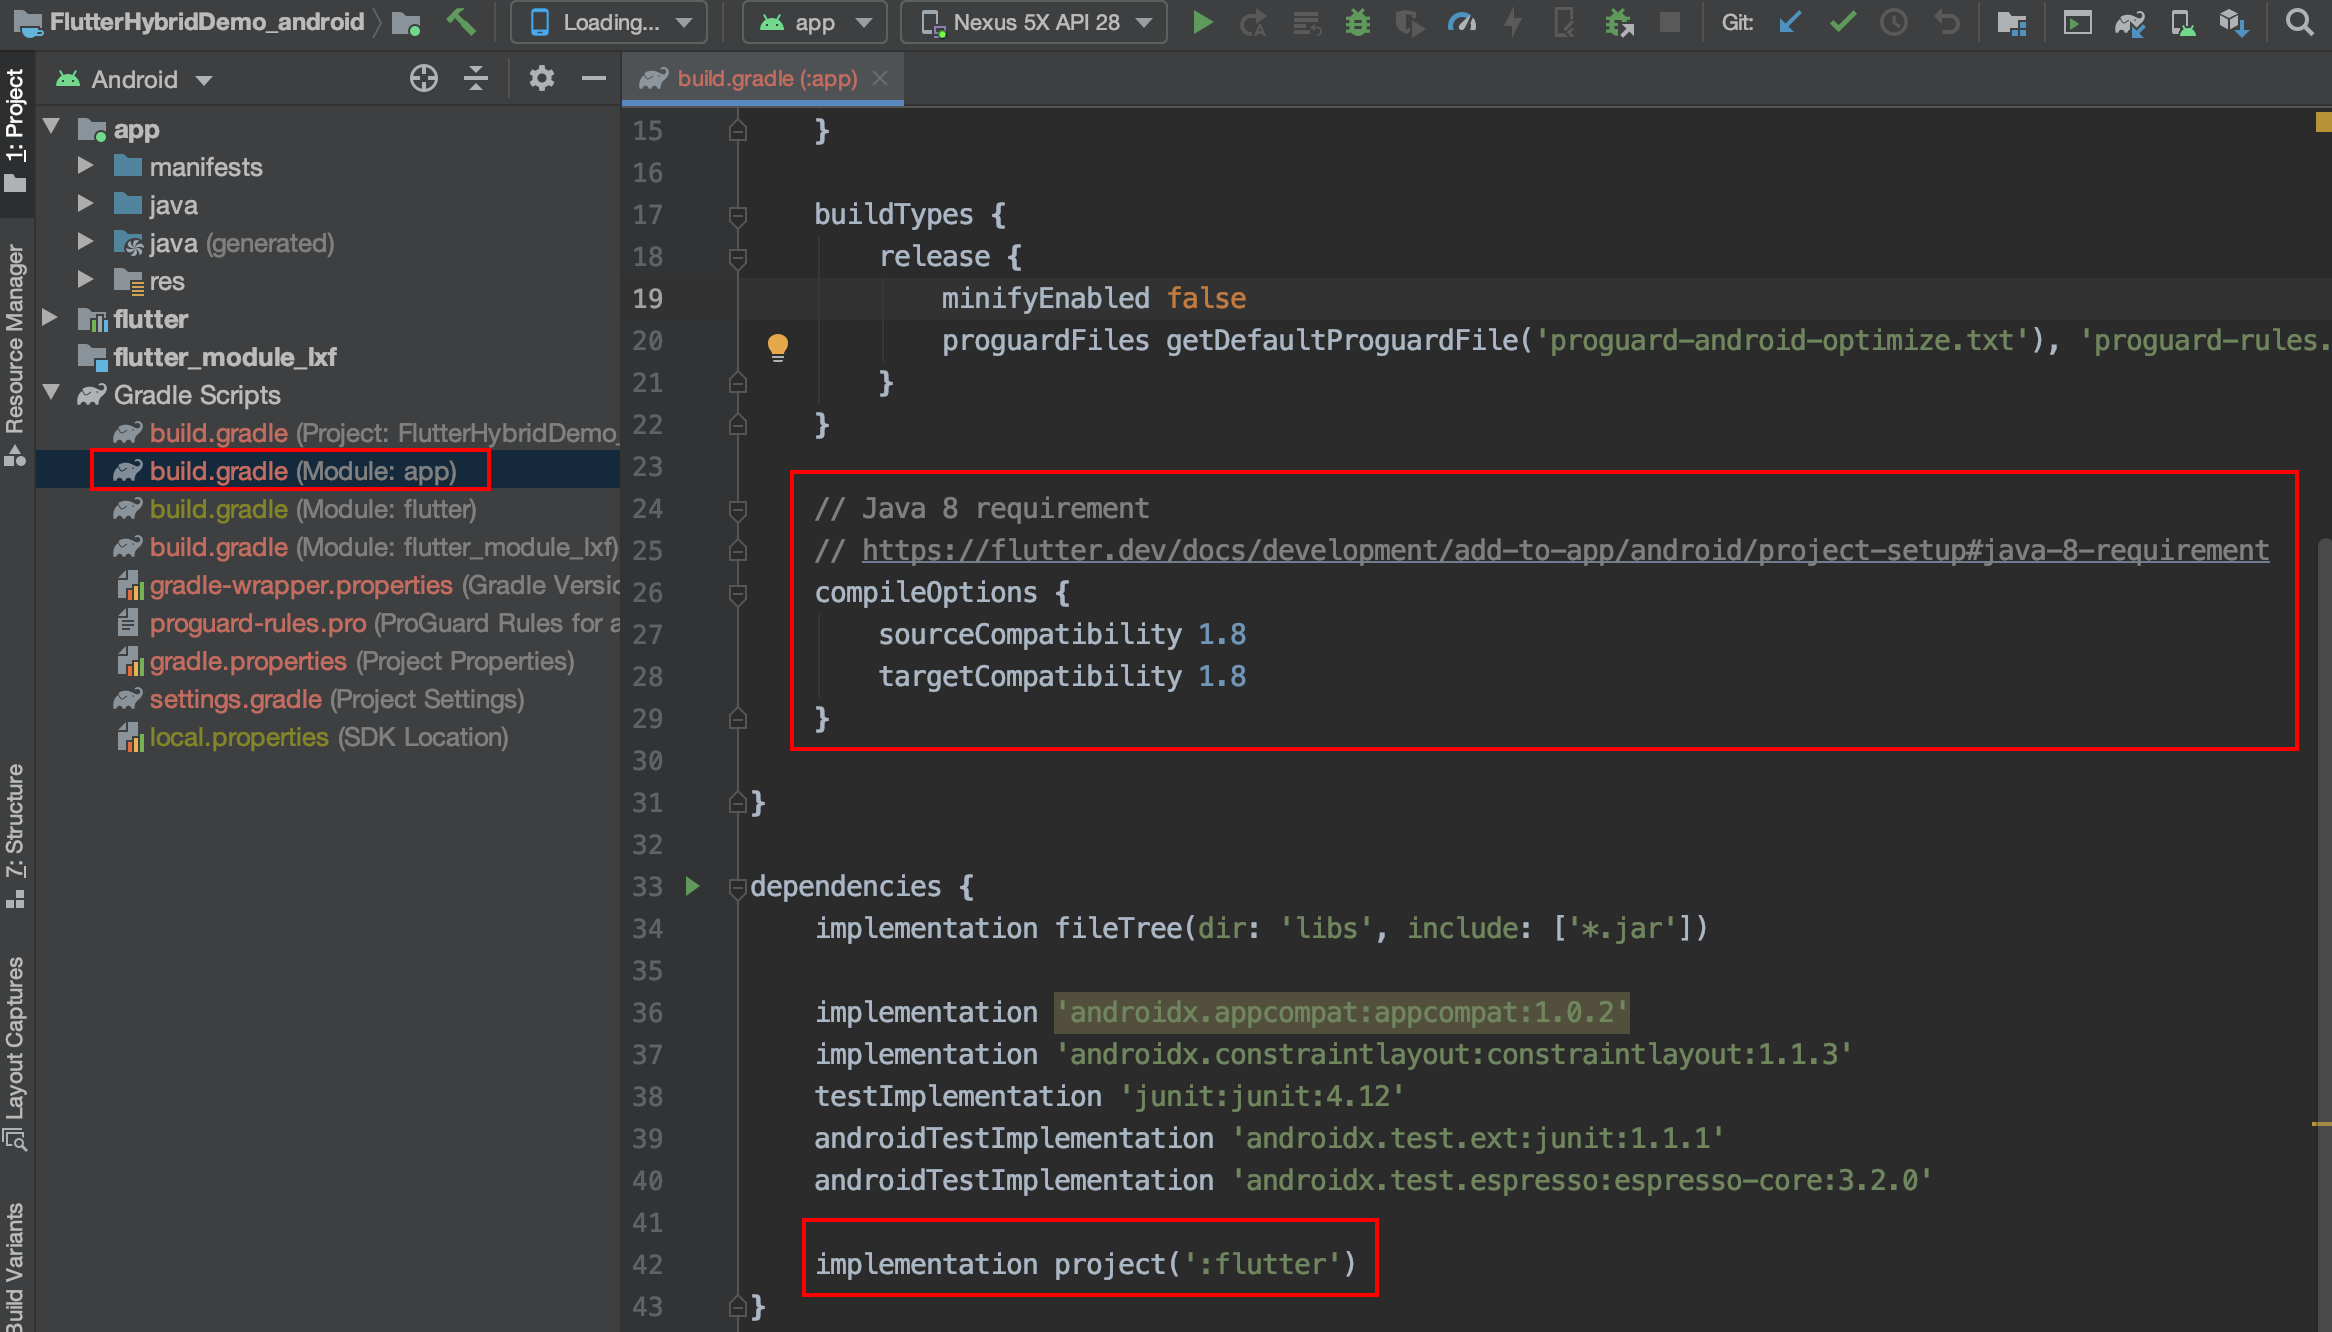 FlutterHybridDemo_android
Loading...
app
Nexus 5X API 28
Git:
1: Project
Resource Manager
7: Structure
Layout Captures
Build Variants
Android
app
manifests
java
java (generated)
res
flutter
flutter_module_lxf
Gradle Scripts
build.gradle (Project: FlutterHybridDemo_
build.gradle (Module: app)
build.gradle (Module: flutter)
build.gradle (Module: flutter_module_lxf)
gradle-wrapper.properties (Gradle Versio
proguard-rules.pro (ProGuard Rules for a
gradle.properties (Project Properties)
settings.gradle (Project Settings)
local.properties (SDK Location)
build.gradle (:app)
15 }
16
17 buildTypes {
18 release {
19 minifyEnabled false
20 proguardFiles getDefaultProguardFile('proguard-android-optimize.txt'), 'proguard-rules.
21 }
22 }
23
24 // Java 8 requirement
25 // https://flutter.dev/docs/development/add-to-app/android/project-setup#java-8-requirement
26 compileOptions {
27 sourceCompatibility 1.8
28 targetCompatibility 1.8
29 }
30
31 }
32
33 dependencies {
34 implementation fileTree(dir: 'libs', include: ['*.jar'])
35
36 implementation 'androidx.appcompat:appcompat:1.0.2'
37 implementation 'androidx.constraintlayout:constraintlayout:1.1.3'
38 testImplementation 'junit:junit:4.12'
39 androidTestImplementation 'androidx.test.ext:junit:1.1.1'
40 androidTestImplementation 'androidx.test.espresso:espresso-core:3.2.0'
41
42 implementation project(':flutter')
43 }